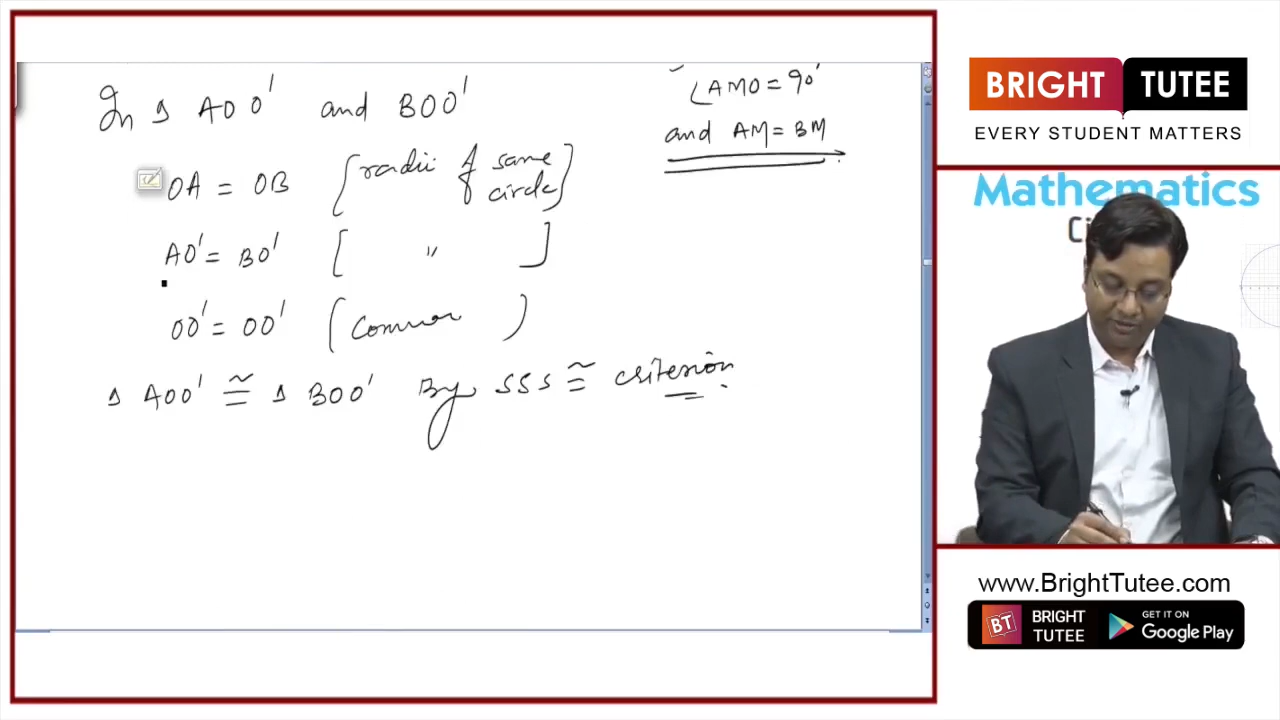 In Δ AOO' and BOO'
∠AMO = 90°
and AM = BM
OA = OB [radii of same circle]
AO' = BO' [ " ]
OO' = OO' (common)
Δ AOO' ≅ Δ BOO' By SSS ≅ criterion
BRIGHT TUTEE
EVERY STUDENT MATTERS
Mathematics
Ci
www.BrightTutee.com
BT
BRIGHT TUTEE
GET IT ON
Google Play